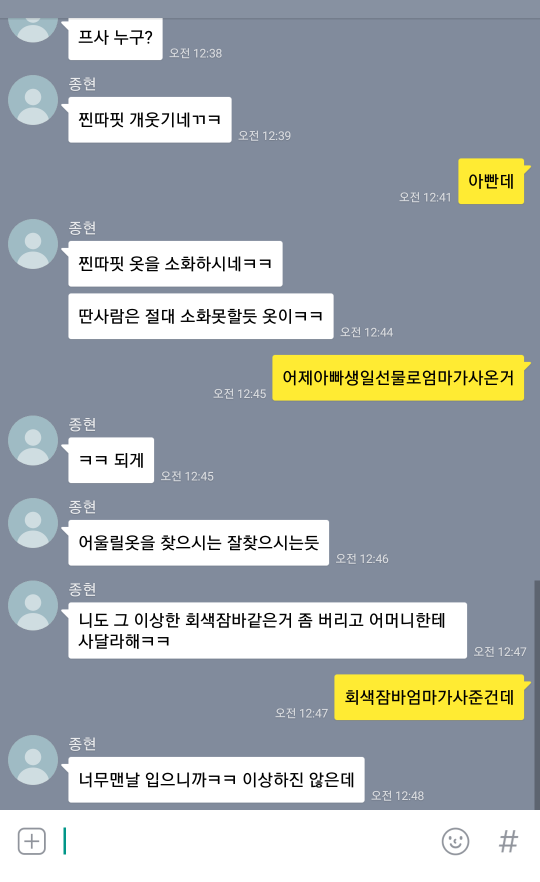 프사 누구?
오전 12:38
종현
찐따핏 개웃기네ㄲㅋ
오전 12:39
아빤데
오전 12:41
종현
찐따핏 옷을 소화하시네ㅋㅋ
딴사람은 절대 소화못할듯 옷이ㅋㅋ
오전 12:44
어제아빠생일선물로엄마가사온거
오전 12:45
종현
ㅋㅋ 되게
오전 12:45
종현
어울릴옷을 찾으시는 잘찾으시는듯
오전 12:46
종현
니도 그 이상한 회색잠바같은거 좀 버리고 어머니한테
사달라해ㅋㅋ
오전 12:47
회색잠바엄마가사준건데
오전 12:47
종현
너무맨날 입으니까ㅋㅋ 이상하진 않은데
오전 12:48
#